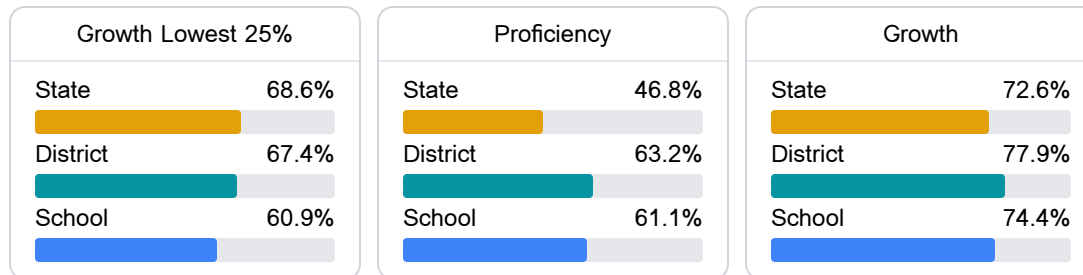 Growth Lowest 25%
State 68.6%
District 67.4%
School 60.9%
Proficiency
State 46.8%
District 63.2%
School 61.1%
Growth
State 72.6%
District 77.9%
School 74.4%